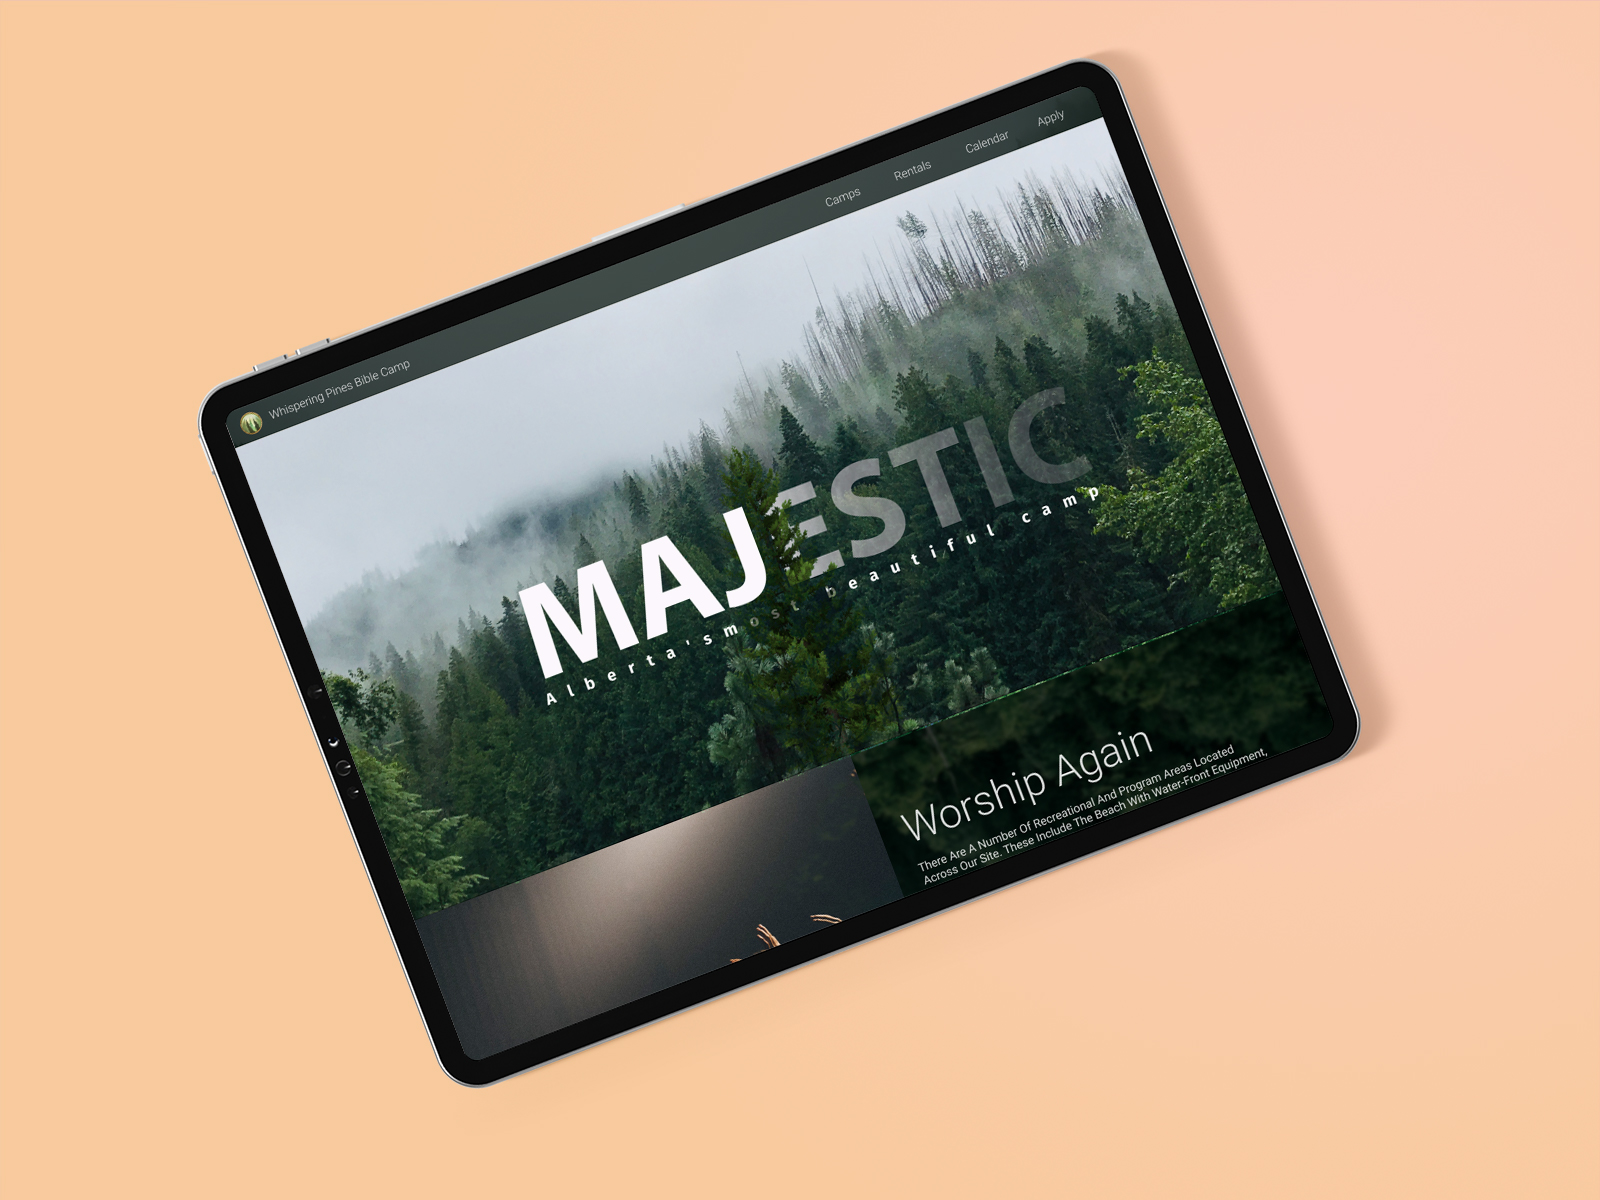 Whispering Pines Bible Camp
Camps
Rentals
Calendar
Apply
MAJESTIC
Alberta'smost beautiful camp
Worship Again
There Are A Number Of Recreational And Program Areas Located
Across Our Site. These Include The Beach With Water-Front Equipment,